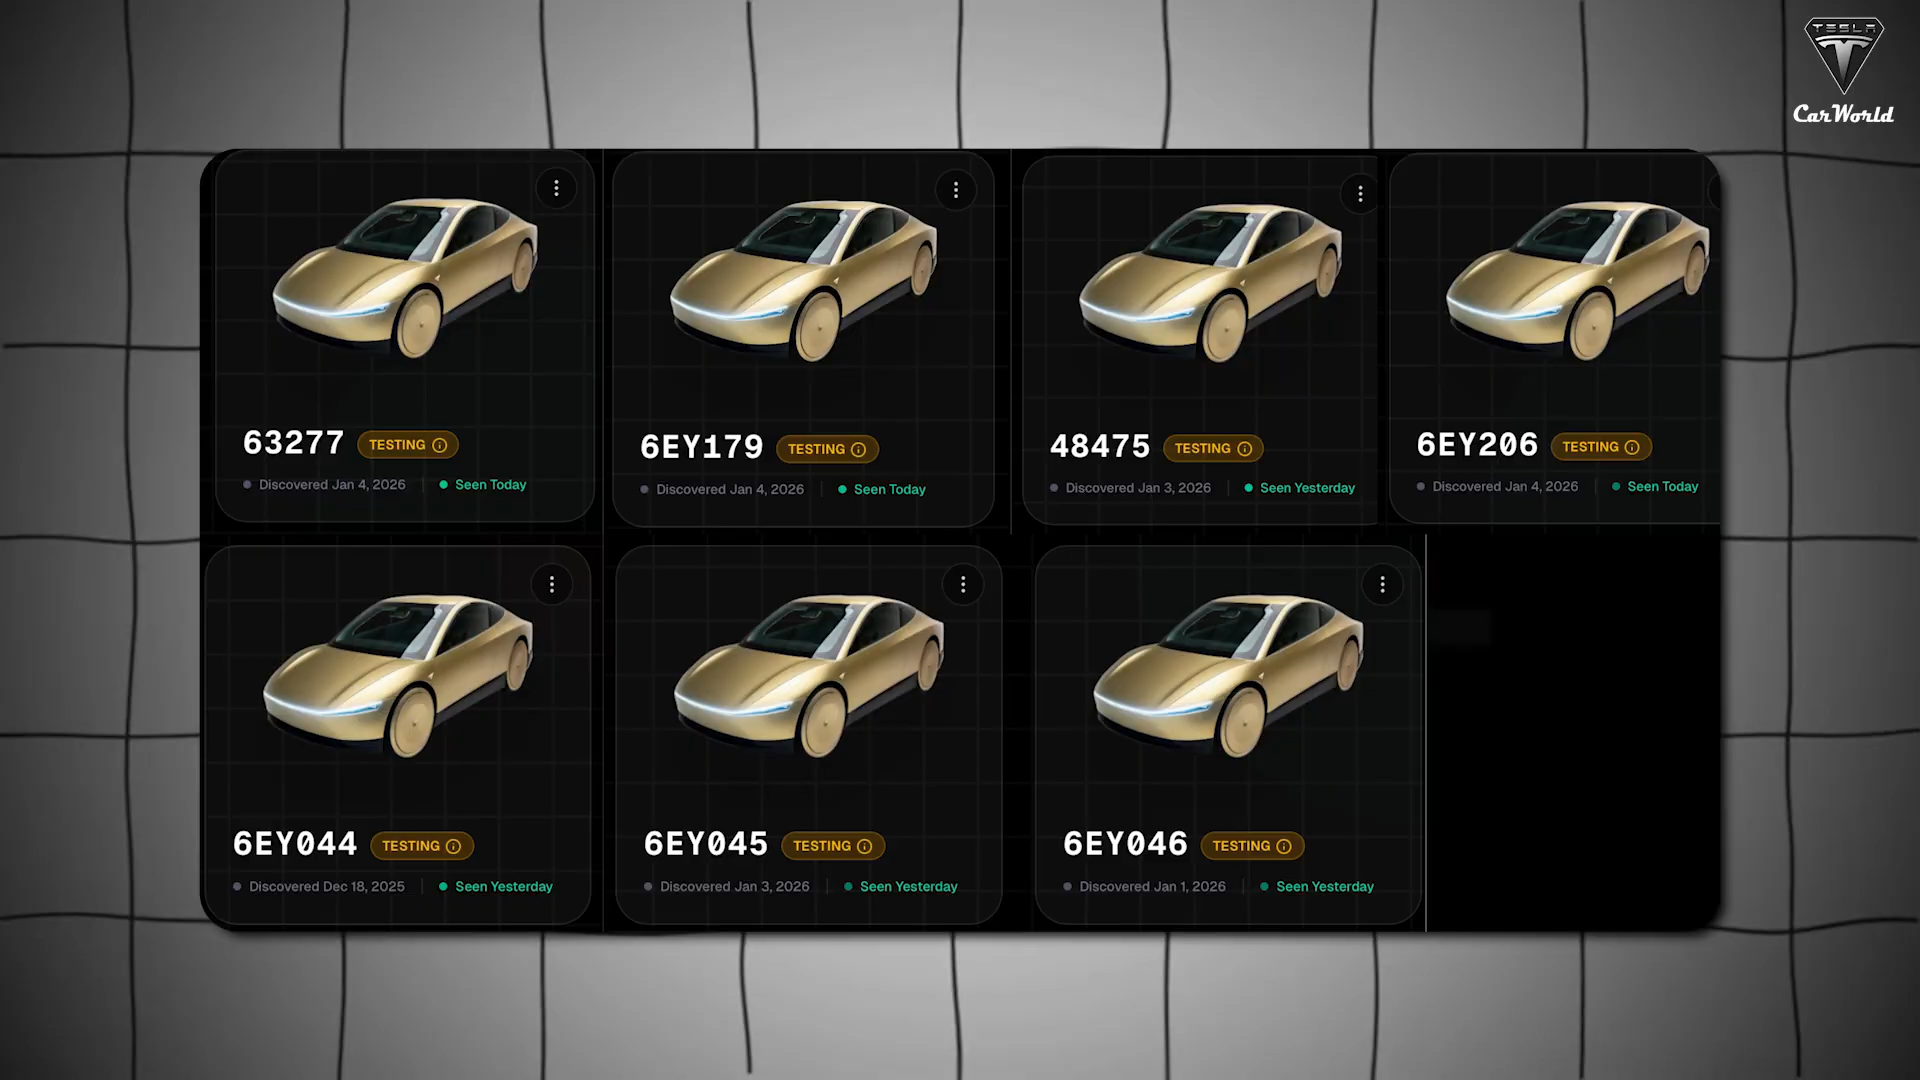 TESLA
CarWorld
63277 TESTING
Discovered Jan 4, 2026 Seen Today
6EY179 TESTING
Discovered Jan 4, 2026 Seen Today
48475 TESTING
Discovered Jan 3, 2026 Seen Yesterday
6EY206 TESTING
Discovered Jan 4, 2026 Seen Today
6EY044 TESTING
Discovered Dec 18, 2025 Seen Yesterday
6EY045 TESTING
Discovered Jan 3, 2026 Seen Yesterday
6EY046 TESTING
Discovered Jan 1, 2026 Seen Yesterday